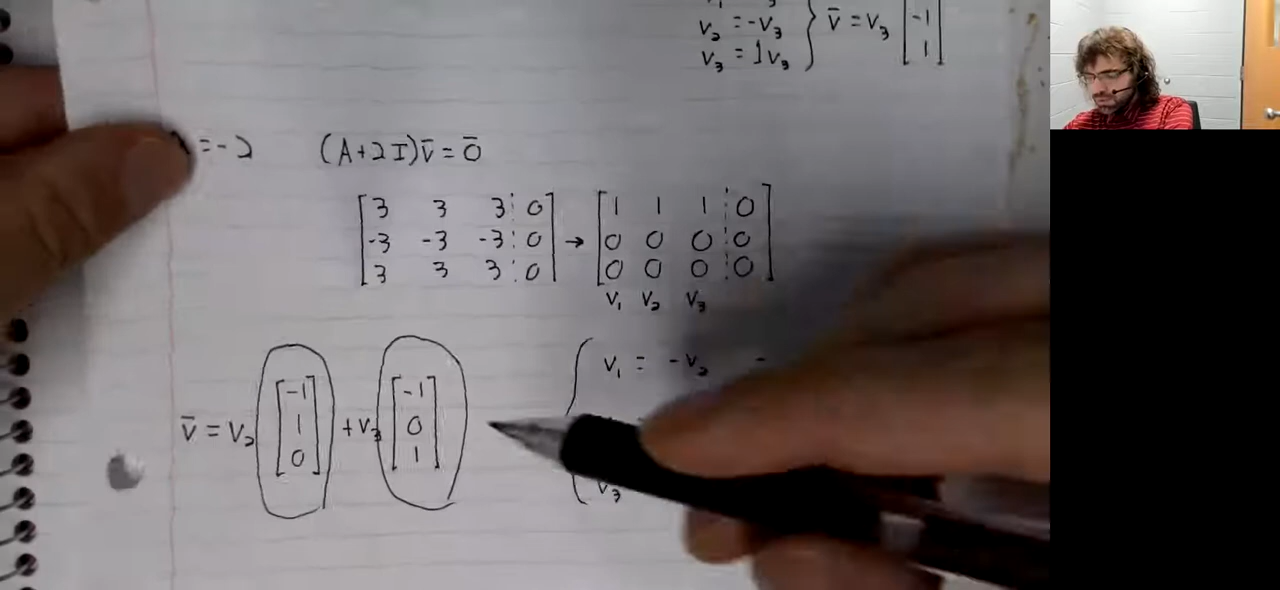 v₂ = -v₃ } v̄ = v₃ [ -1
v₃ = 1v₃ 1 ]
= -2 (A+2I)v̄ = 0̄
[ 3 3 3 ⋮ 0 ] [ 1 1 1 ⋮ 0 ]
[ -3 -3 -3 ⋮ 0 ] → [ 0 0 0 ⋮ 0 ]
[ 3 3 3 ⋮ 0 ] [ 0 0 0 ⋮ 0 ]
v₁ v₂ v₃
v₁ = -v₂ -
v̄ = v₂ [ -1 1 0 ] + v₃ [ -1 0 1 ]
v₃